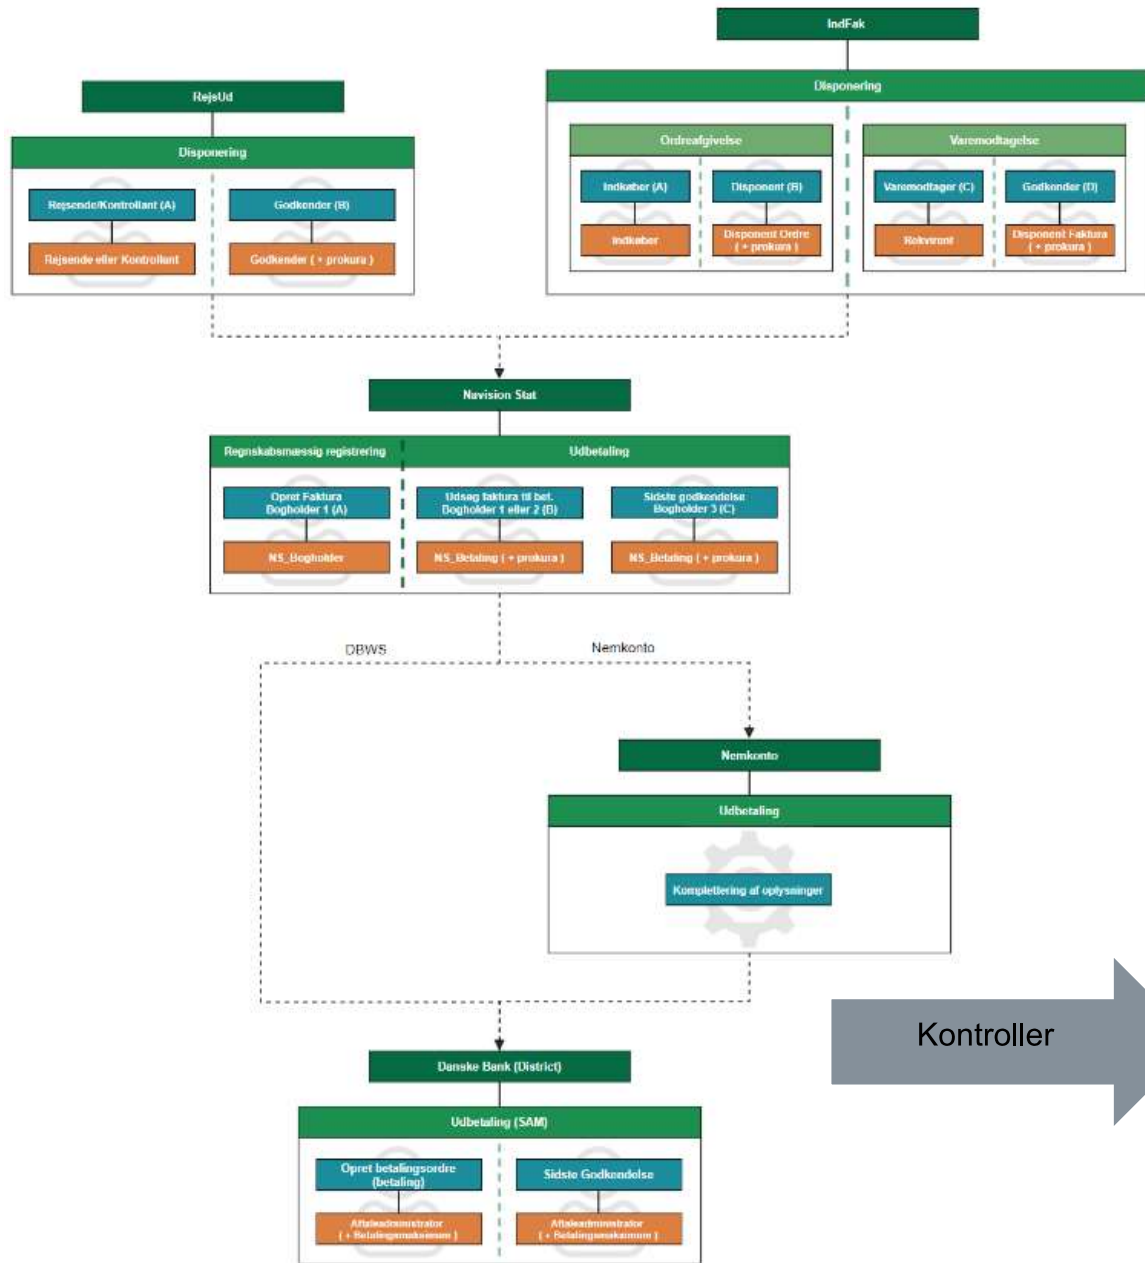 IndFak
Disponering
Ordreafgivelse
Varemodtagelse
Indkøber (A)
Disponent (B)
Varemodtager (C)
Godkender (D)
Indkøber
Disponent Ordre
( + prokura )
Rekvirent
Disponent Faktura
( + prokura )
RejsUd
Disponering
Rejsende/Kontrollant (A)
Godkender (B)
Rejsende eller Kontrollant
Godkender ( + prokura )
Navision Stat
Regnskabsmæssig registrering
Udbetaling
Opret Faktura
Bogholder 1 (A)
Udsøg faktura til bet.
Bogholder 1 eller 2 (B)
Sidste godkendelse
Bogholder 3 (C)
NS_Bogholder
NS_Betaling ( + prokura )
NS_Betaling ( + prokura )
DBWS
Nemkonto
Nemkonto
Udbetaling
Komplettering af oplysninger
Kontroller
Danske Bank (District)
Udbetaling (SAM)
Opret betalingsordre
(betaling)
Sidste Godkendelse
Aftaleadministrator
( + Betalingsmaksimum )
Aftaleadministrator
( + Betalingsmaksimum )